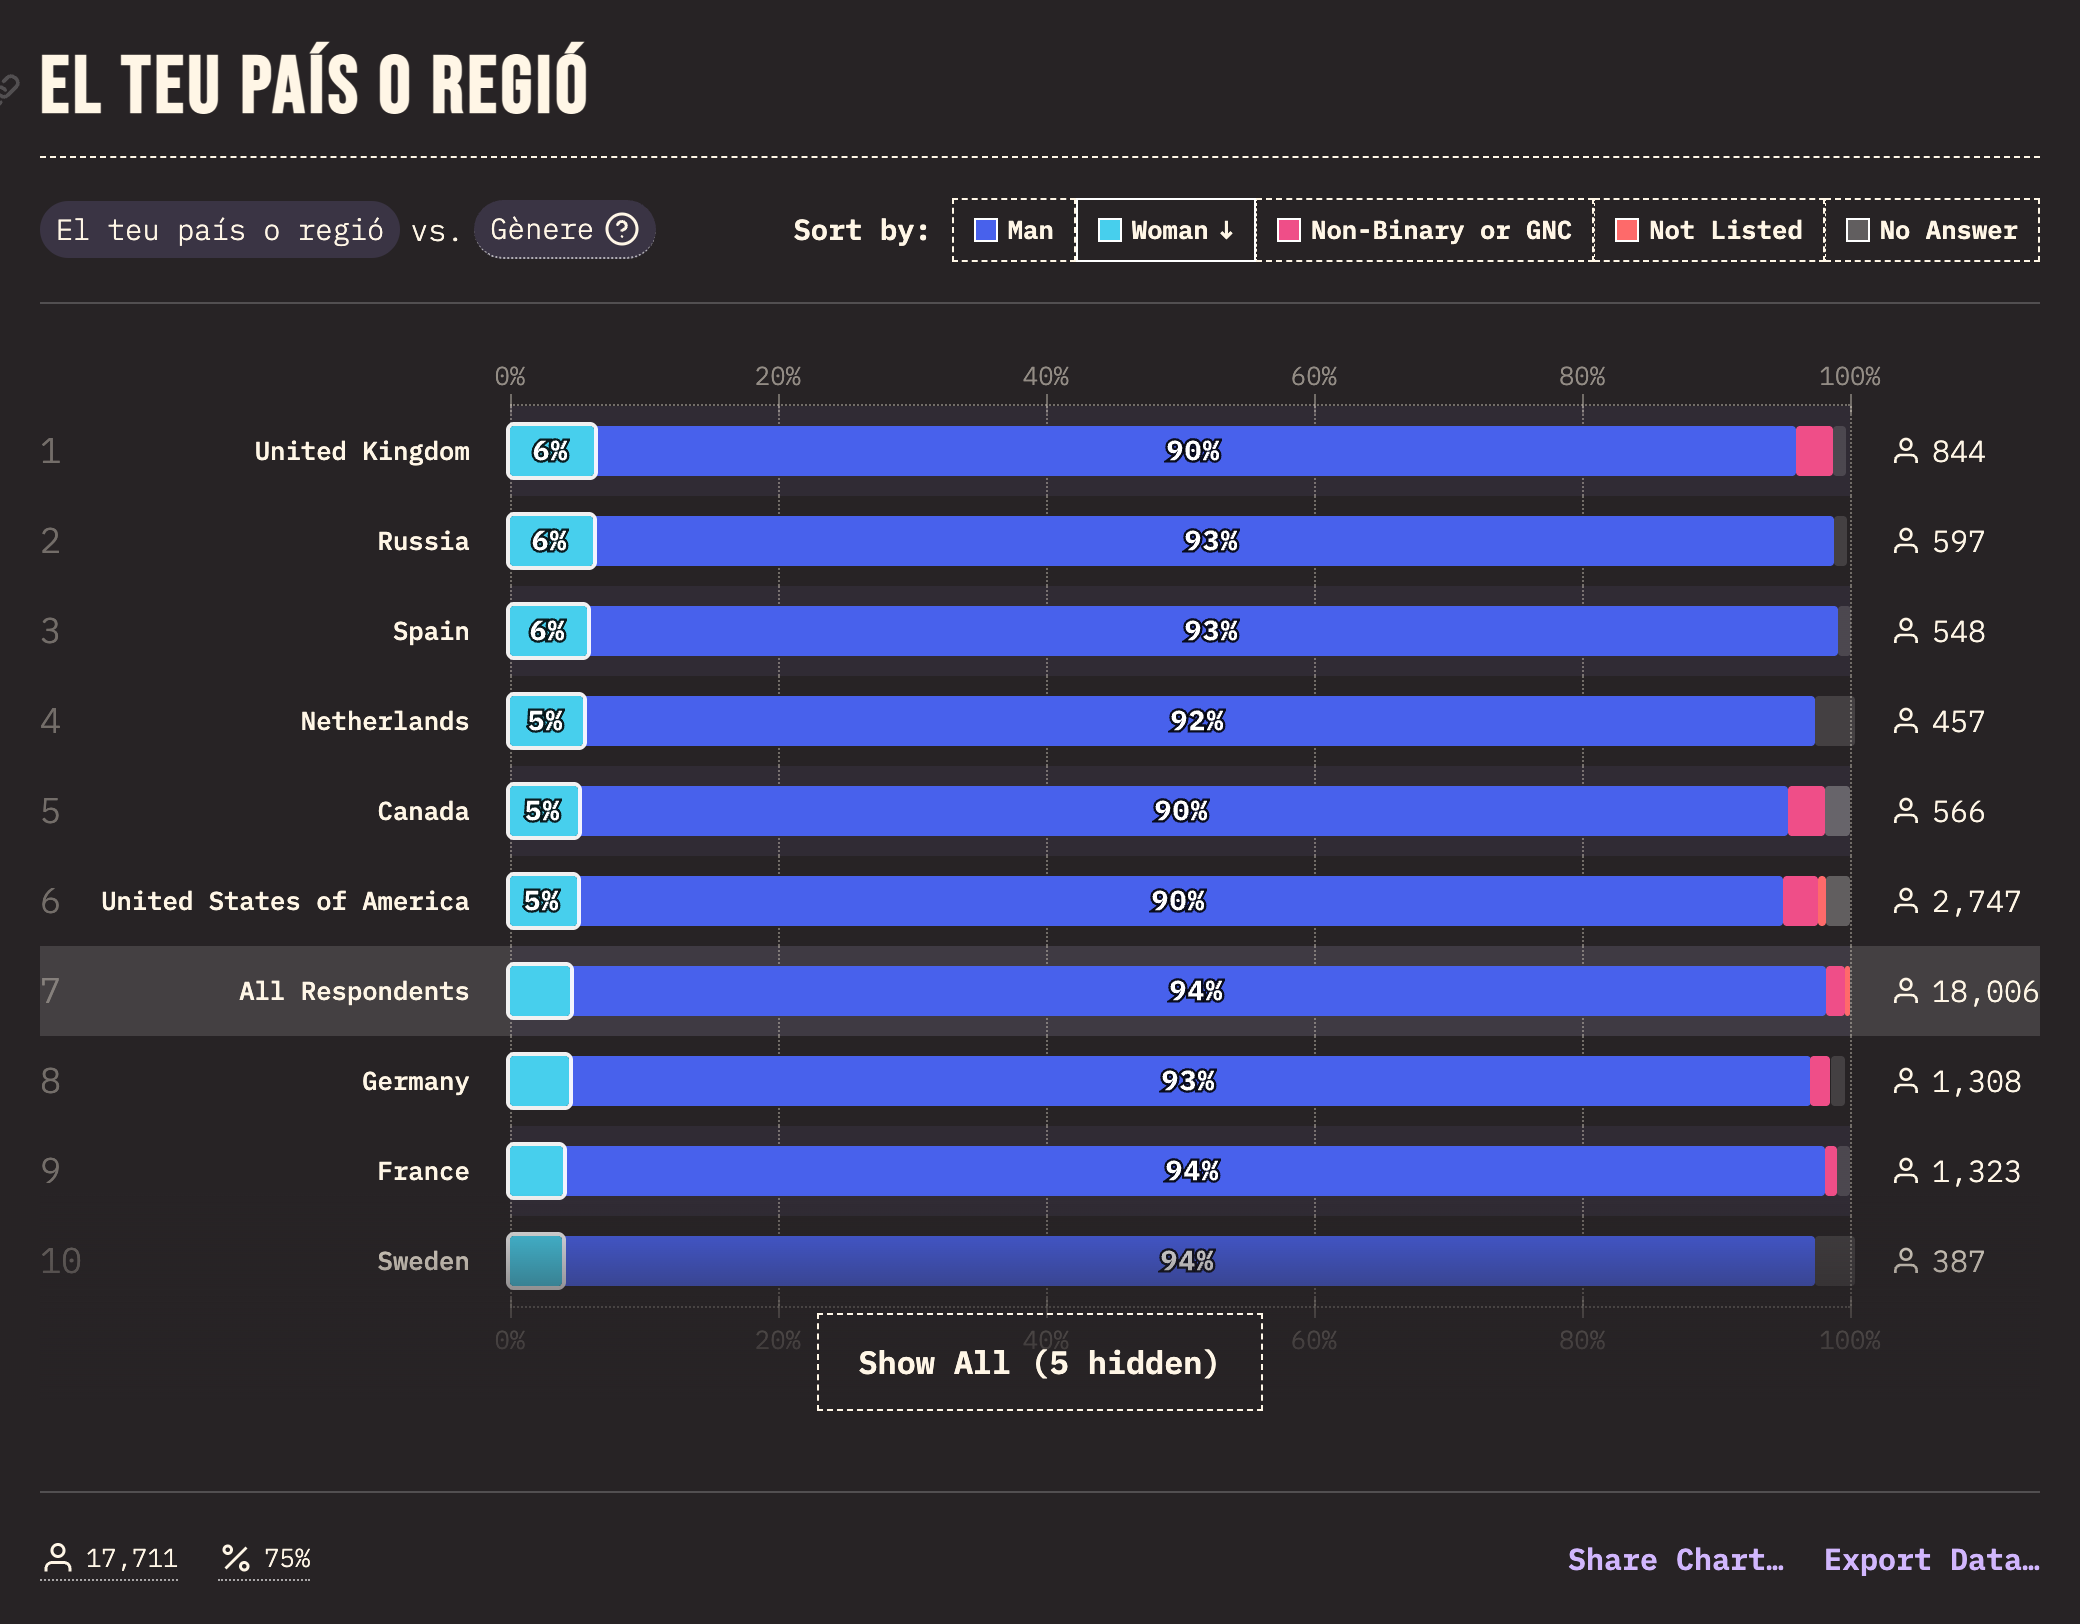 EL TEU PAÍS O REGIÓ
El teu país o regió vs. Gènere ? Sort by: Man Woman ↓ Non-Binary or GNC Not Listed No Answer
0% 20% 40% 60% 80% 100%
1 United Kingdom 6% 90% 844
2 Russia 6% 93% 597
3 Spain 6% 93% 548
4 Netherlands 5% 92% 457
5 Canada 5% 90% 566
6 United States of America 5% 90% 2,747
7 All Respondents 94% 18,006
8 Germany 93% 1,308
9 France 94% 1,323
10 Sweden 94% 387
0% 20% 40% 60% 80% 100%
Show All (5 hidden)
17,711 % 75% Share Chart… Export Data…